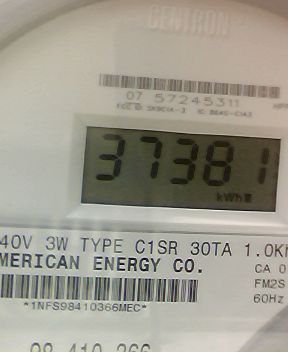 CENTRON
07 57245311
37381
kWh
40V 3W TYPE C1SR 30TA 1.0K
MERICAN ENERGY CO.
CA 0
FM2S
60Hz
*1NFS98410366MEC*
98 410 366